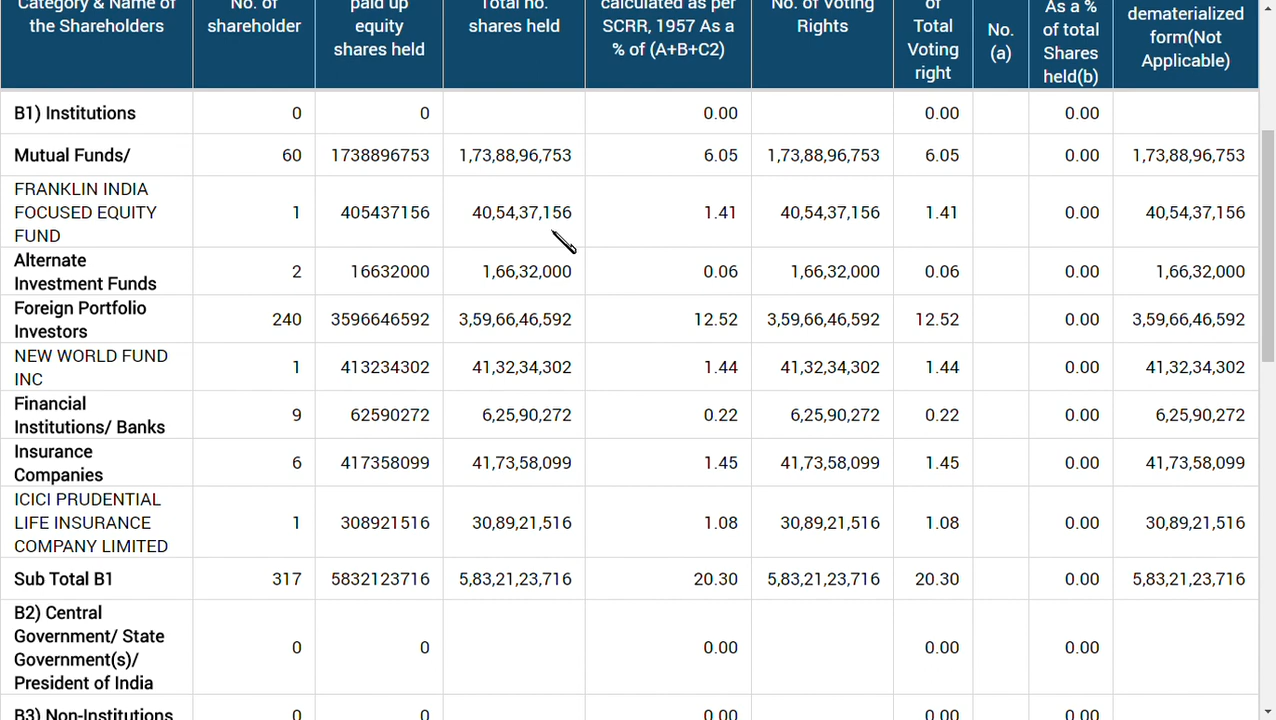 Category & Name of the Shareholders | No. of shareholder | paid up equity shares held | Total no. shares held | calculated as per SCRR, 1957 As a % of (A+B+C2) | No. of Voting Rights | of Total Voting right | No. (a) | As a % of total Shares held(b) | dematerialized form(Not Applicable)
B1) Institutions 0 0 0.00 0.00 0.00
Mutual Funds/ 60 1738896753 1,73,88,96,753 6.05 1,73,88,96,753 6.05 0.00 1,73,88,96,753
FRANKLIN INDIA FOCUSED EQUITY FUND 1 405437156 40,54,37,156 1.41 40,54,37,156 1.41 0.00 40,54,37,156
Alternate Investment Funds 2 16632000 1,66,32,000 0.06 1,66,32,000 0.06 0.00 1,66,32,000
Foreign Portfolio Investors 240 3596646592 3,59,66,46,592 12.52 3,59,66,46,592 12.52 0.00 3,59,66,46,592
NEW WORLD FUND INC 1 413234302 41,32,34,302 1.44 41,32,34,302 1.44 0.00 41,32,34,302
Financial Institutions/ Banks 9 62590272 6,25,90,272 0.22 6,25,90,272 0.22 0.00 6,25,90,272
Insurance Companies 6 417358099 41,73,58,099 1.45 41,73,58,099 1.45 0.00 41,73,58,099
ICICI PRUDENTIAL LIFE INSURANCE COMPANY LIMITED 1 308921516 30,89,21,516 1.08 30,89,21,516 1.08 0.00 30,89,21,516
Sub Total B1 317 5832123716 5,83,21,23,716 20.30 5,83,21,23,716 20.30 0.00 5,83,21,23,716
B2) Central Government/ State Government(s)/ President of India 0 0 0.00 0.00 0.00
B3) Non-Institutions 0 0 0.00 0.00 0.00